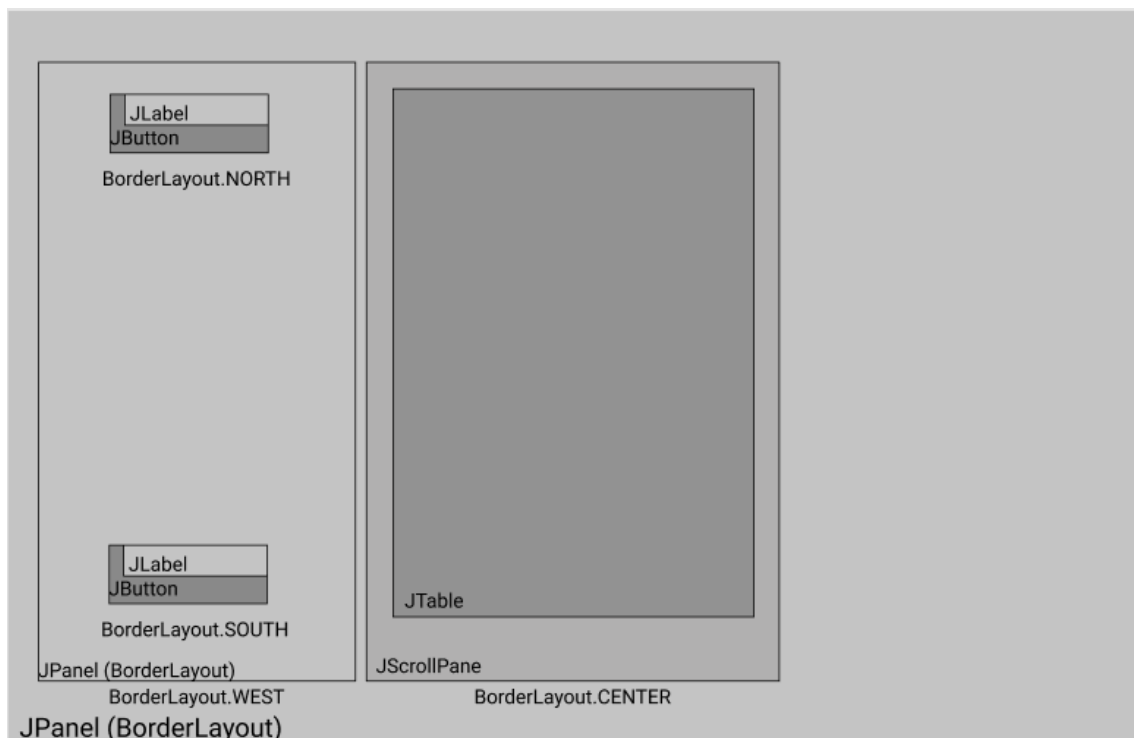 JLabel
JButton
BorderLayout.NORTH
JLabel
JButton
BorderLayout.SOUTH
JPanel (BorderLayout)
BorderLayout.WEST
JTable
JScrollPane
BorderLayout.CENTER
JPanel (BorderLayout)